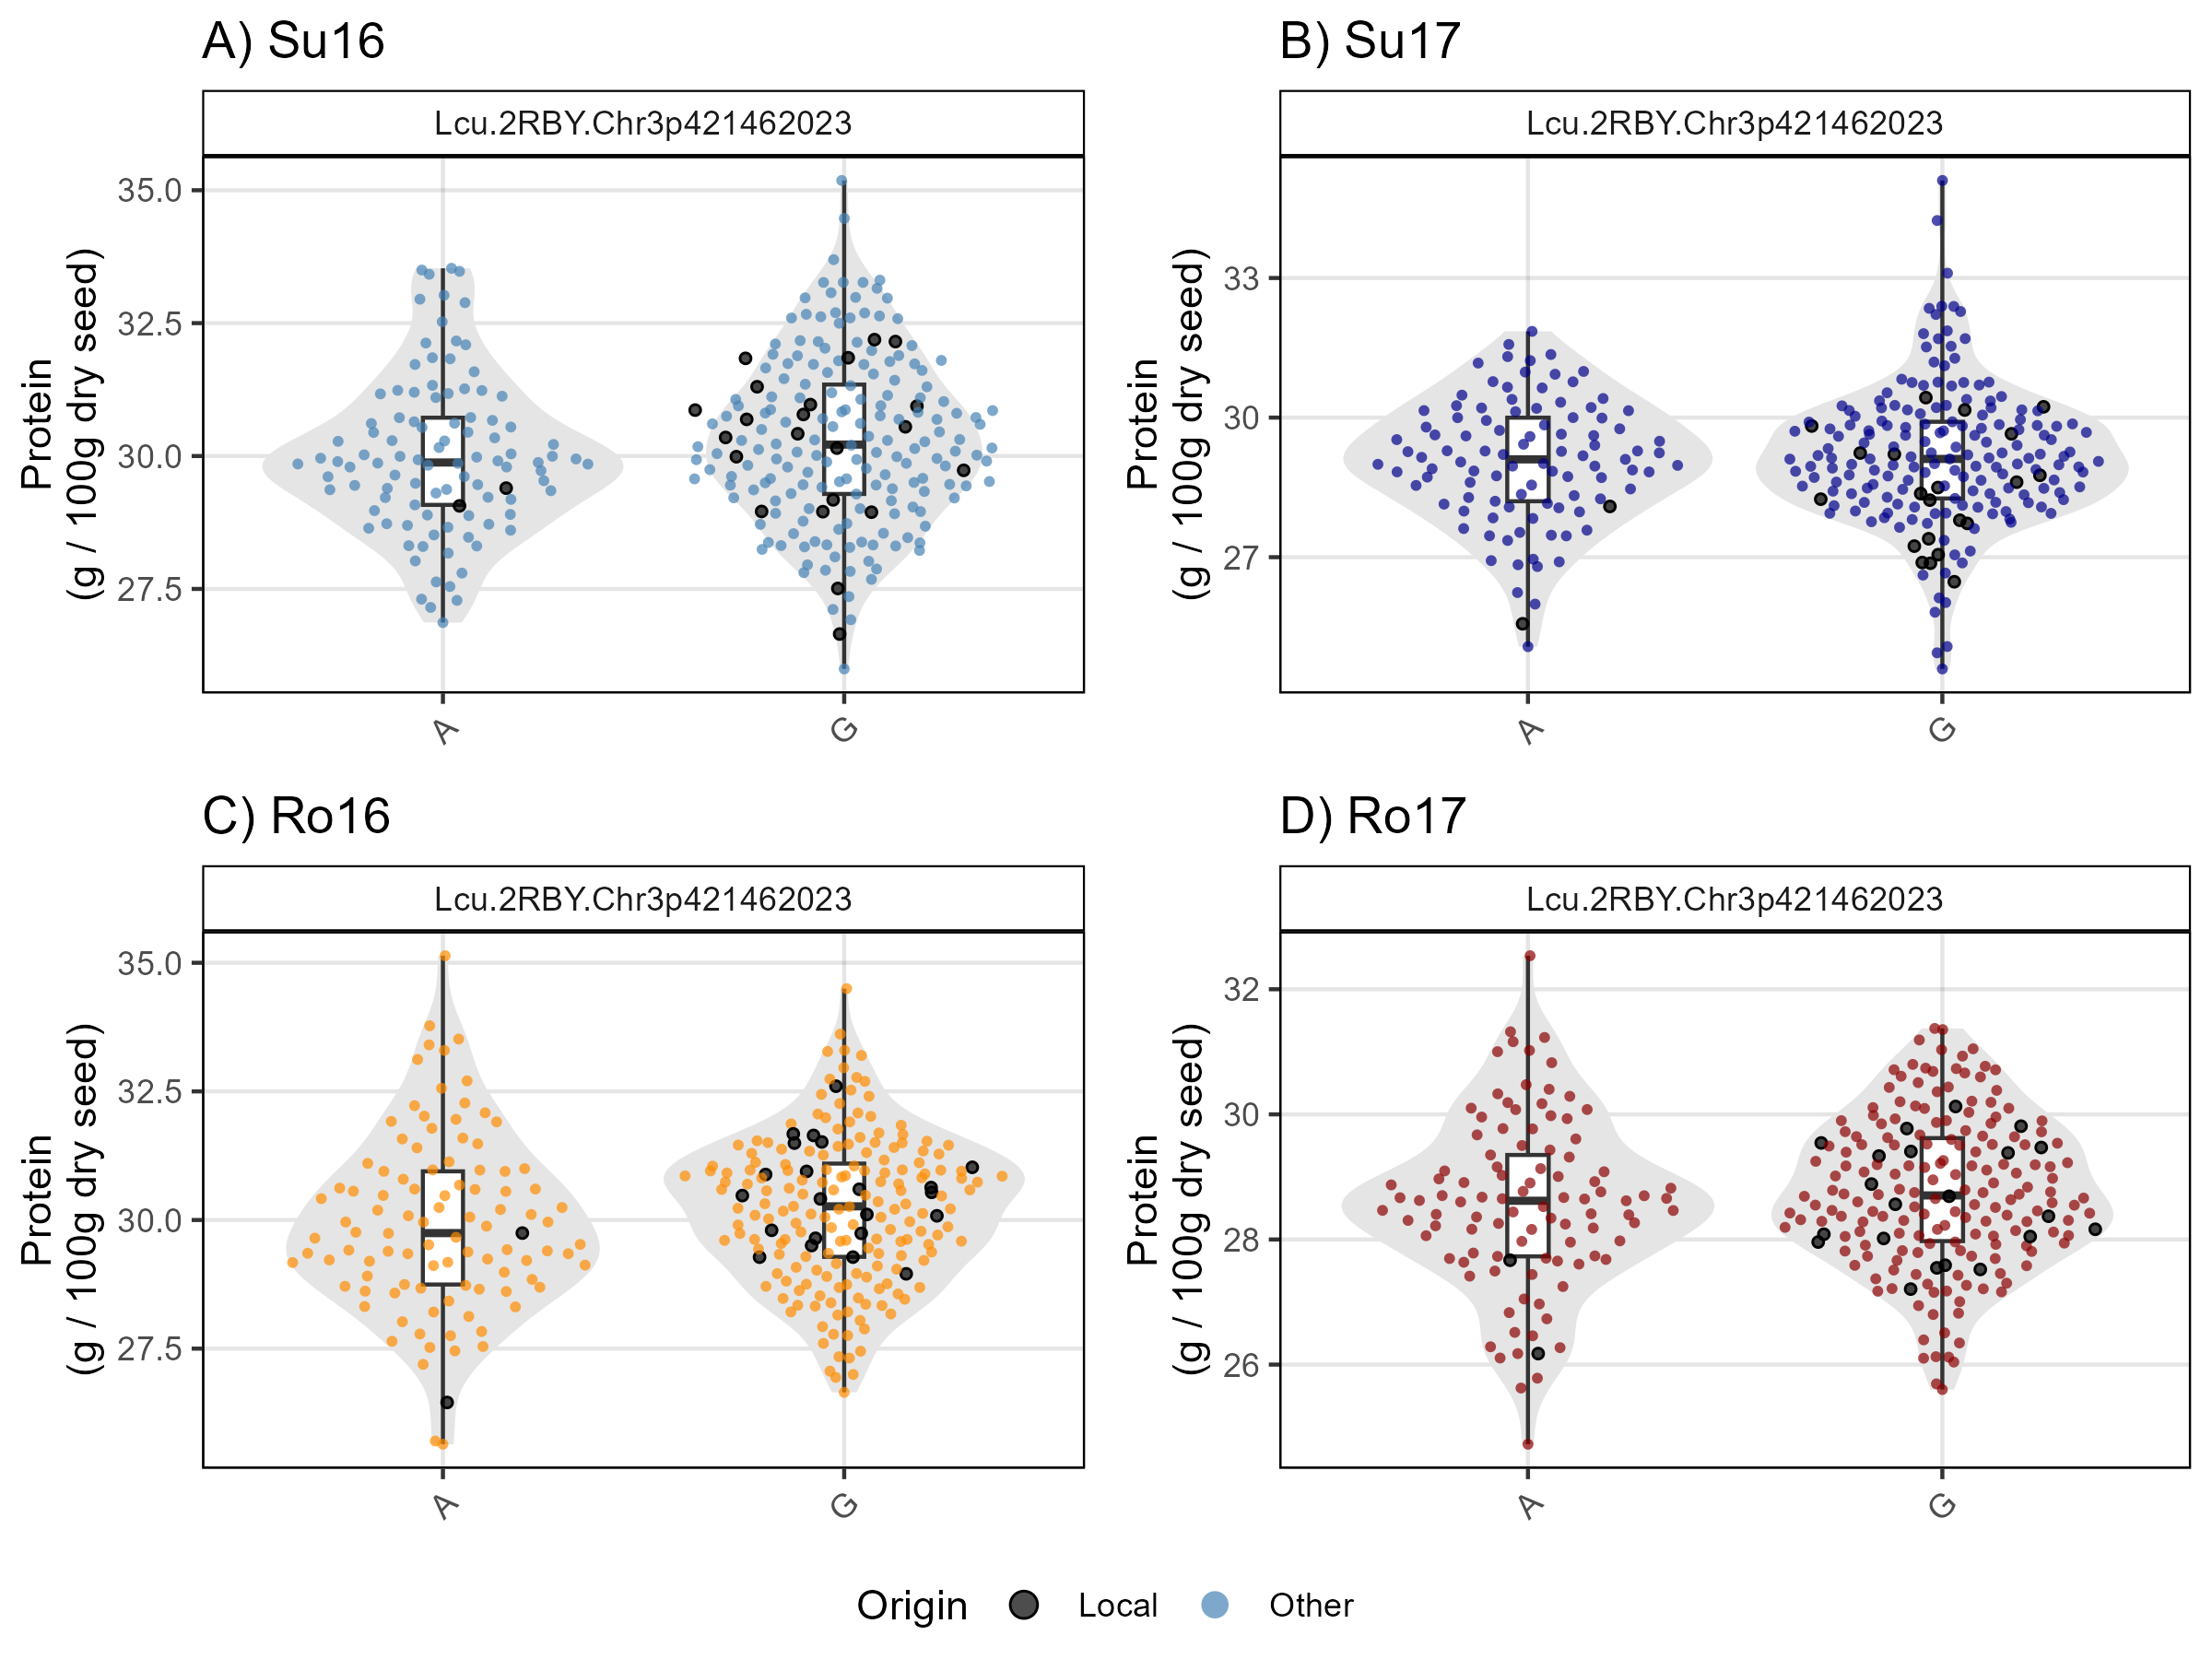 A) Su16
Lcu.2RBY.Chr3p421462023
Protein
(g / 100g dry seed)
35.0
32.5
30.0
27.5
A
G
B) Su17
Lcu.2RBY.Chr3p421462023
Protein
(g / 100g dry seed)
33
30
27
A
G
C) Ro16
Lcu.2RBY.Chr3p421462023
Protein
(g / 100g dry seed)
35.0
32.5
30.0
27.5
A
G
D) Ro17
Lcu.2RBY.Chr3p421462023
Protein
(g / 100g dry seed)
32
30
28
26
A
G
Origin Local Other